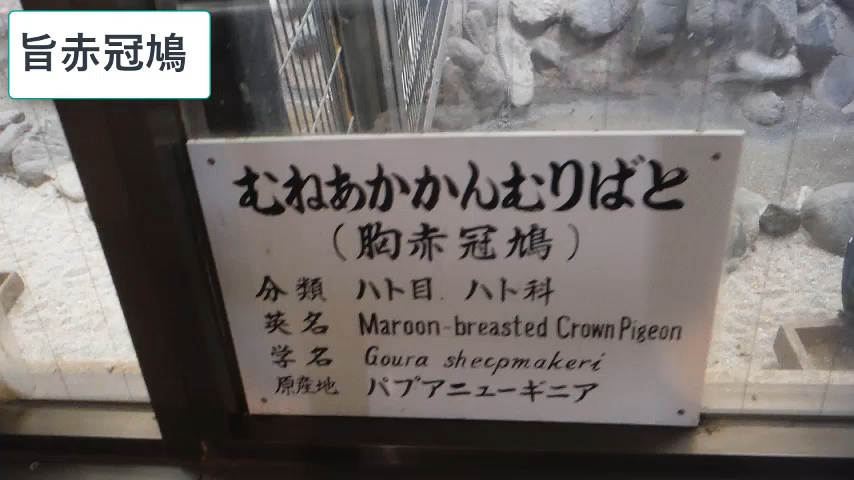 旨赤冠鳩
むねあかかんむりばと
（胸赤冠鳩）
分類 ハト目 ハト科
英名 Maroon-breasted Crown Pigeon
学名 Goura shecpmakeri
原産地 パプアニューギニア